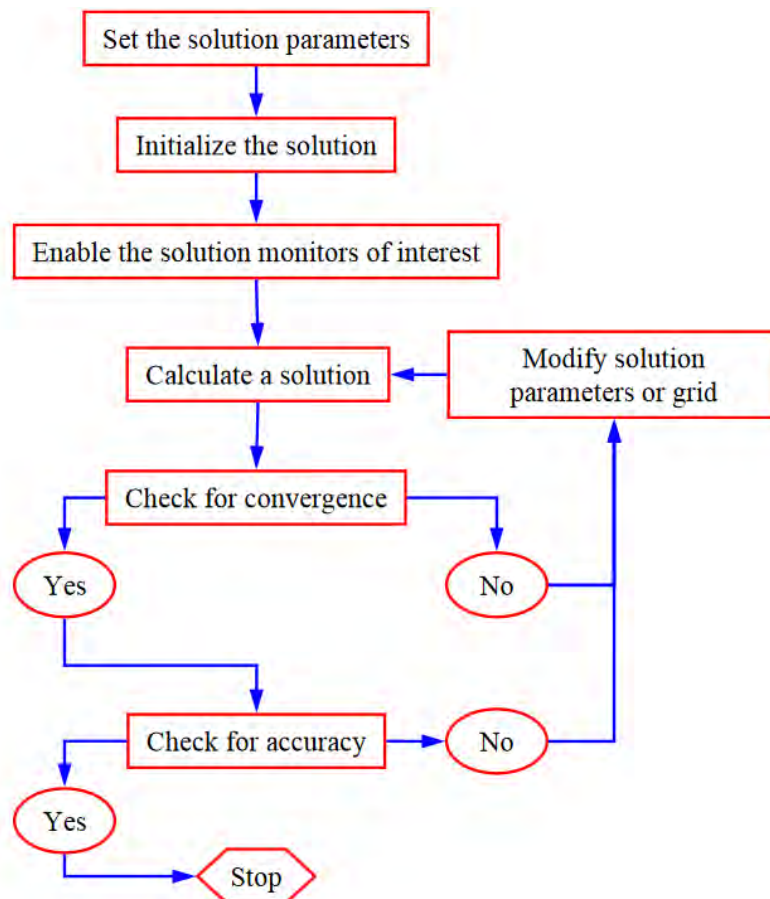 Set the solution parameters
Initialize the solution
Enable the solution monitors of interest
Calculate a solution
Modify solution
parameters or grid
Check for convergence
Yes
No
Check for accuracy
No
Yes
Stop